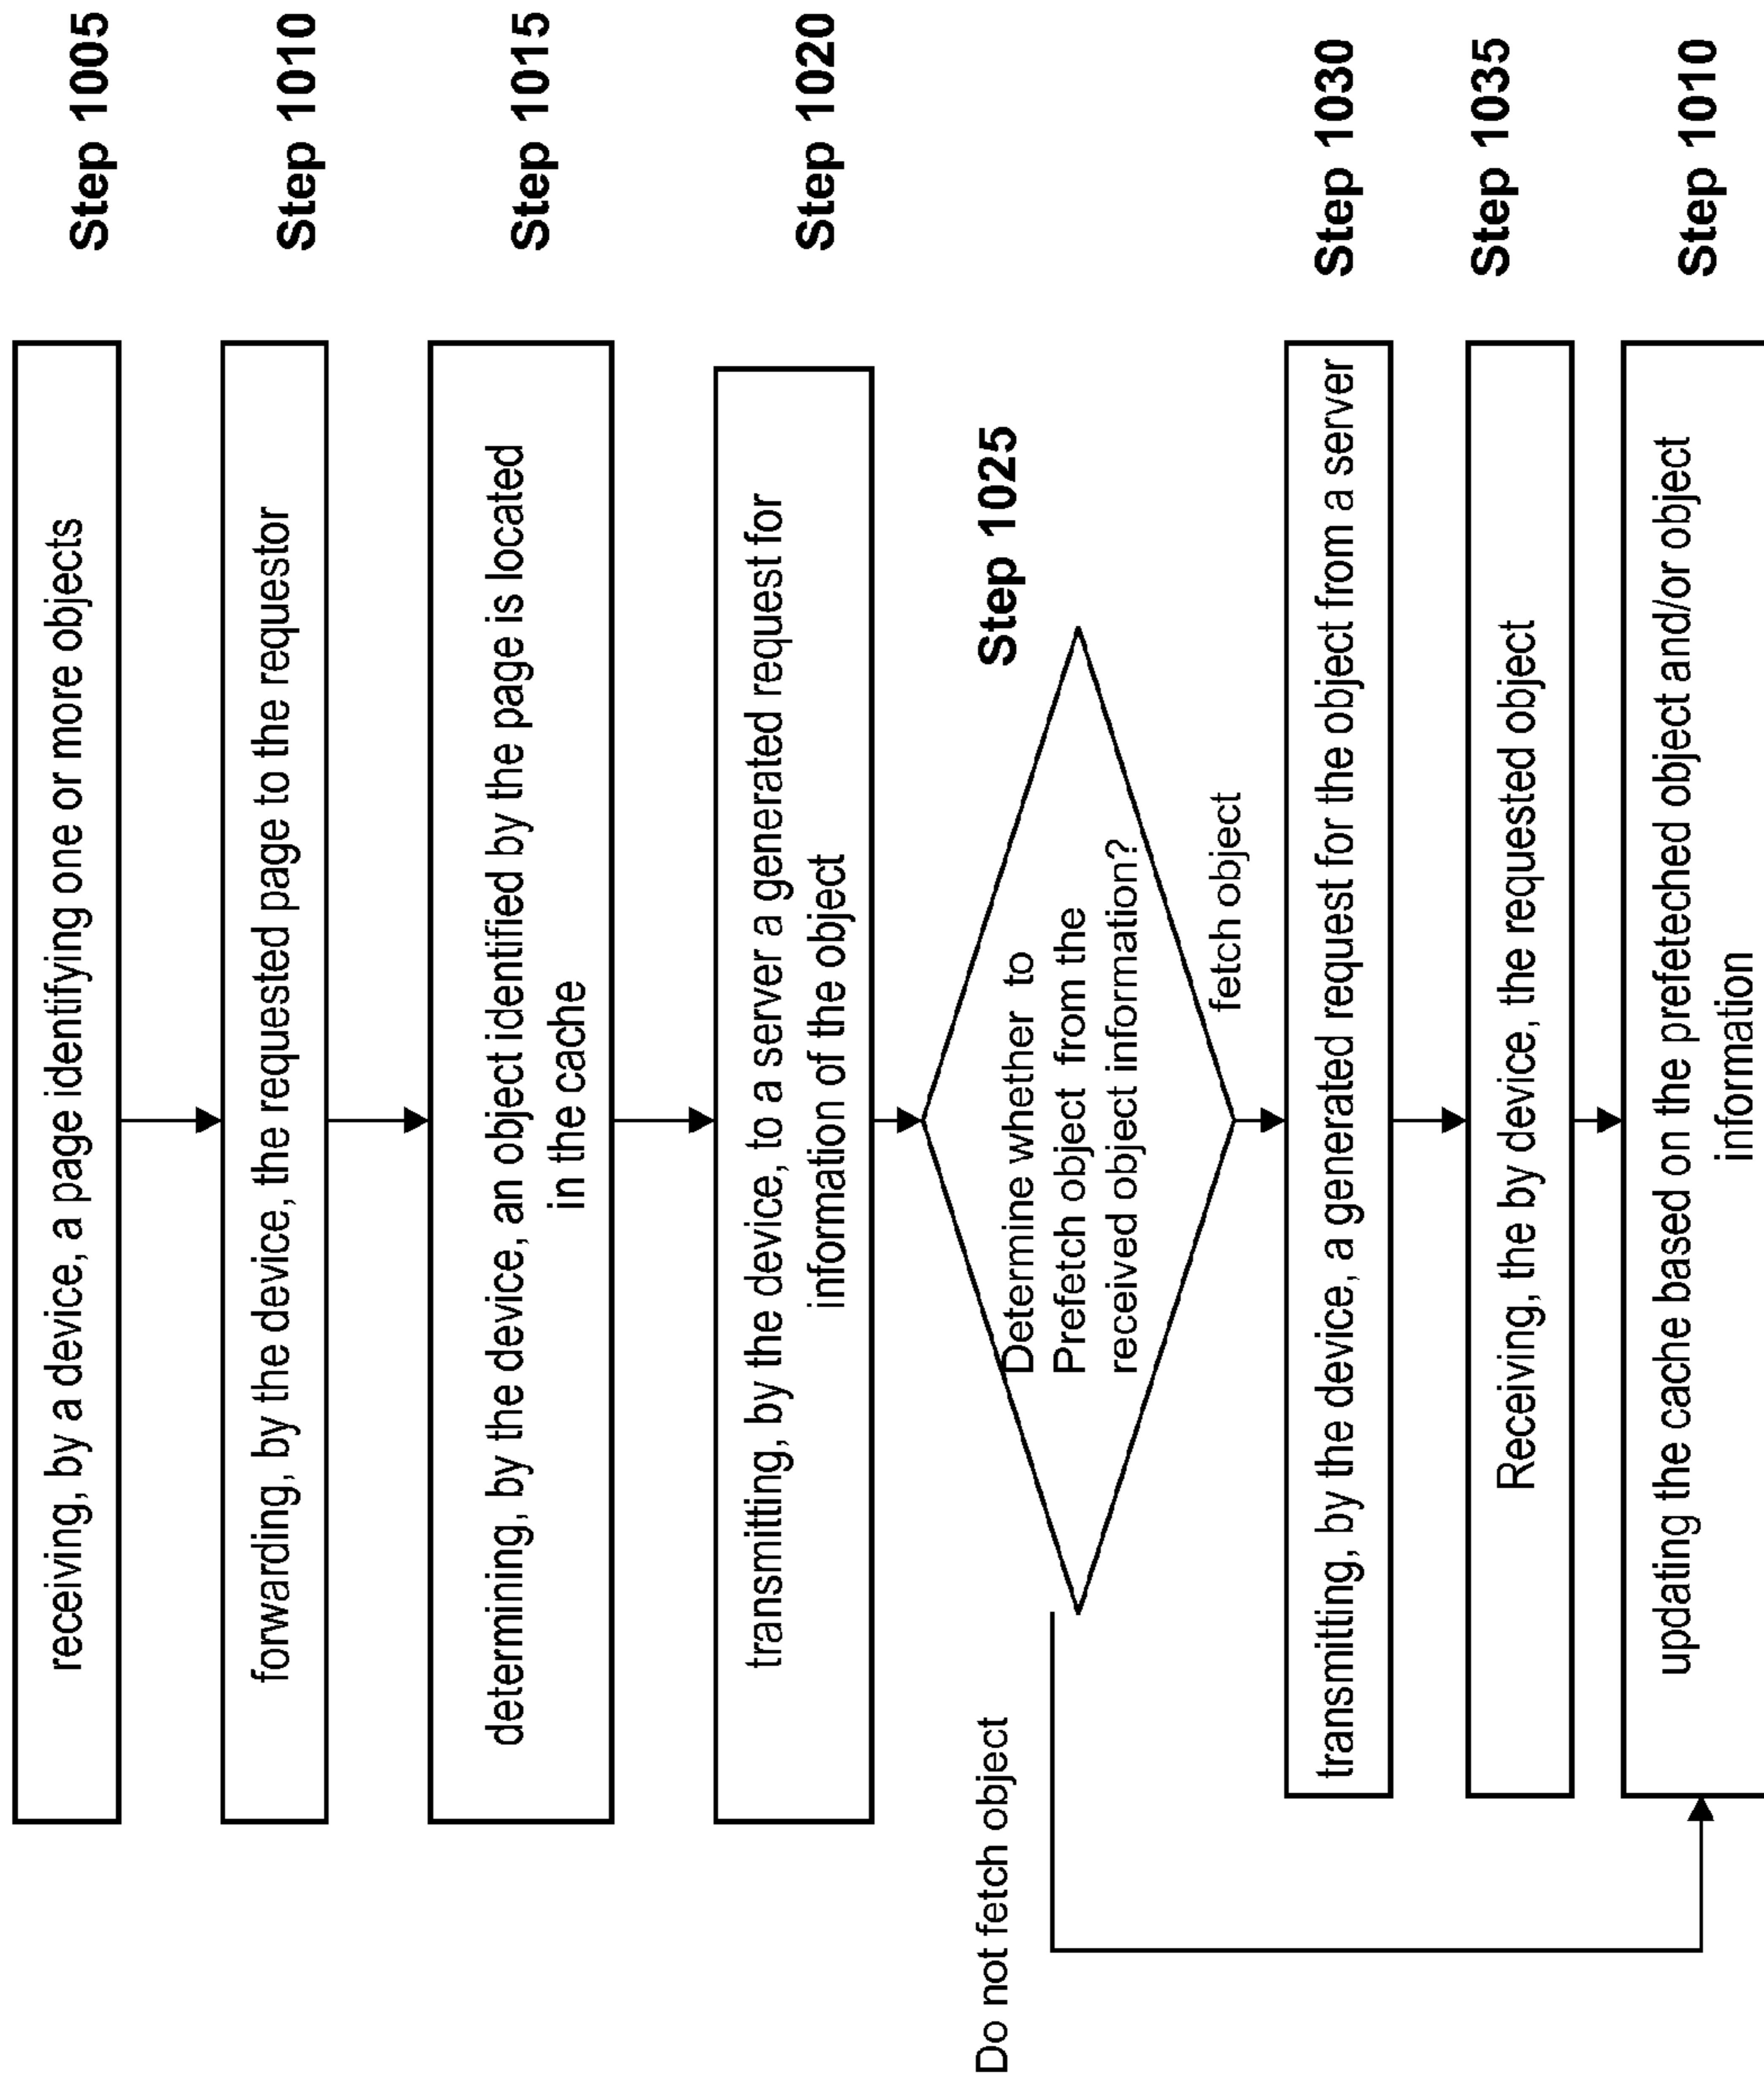 receiving, by a device, a page identifying one or more objects
Step 1005
forwarding, by the device, the requested page to the requestor
Step 1010
determining, by the device, an object identified by the page is located
in the cache
Step 1015
transmitting, by the device, to a server a generated request for
information of the object
Step 1020
Step 1025
Determine whether to
Prefetch object from the
received object information?
Do not fetch object
fetch object
transmitting, by the device, a generated request for the object from a server
Step 1030
Receiving, the by device, the requested object
Step 1035
updating the cache based on the prefeteched object and/or object
information
Step 1010